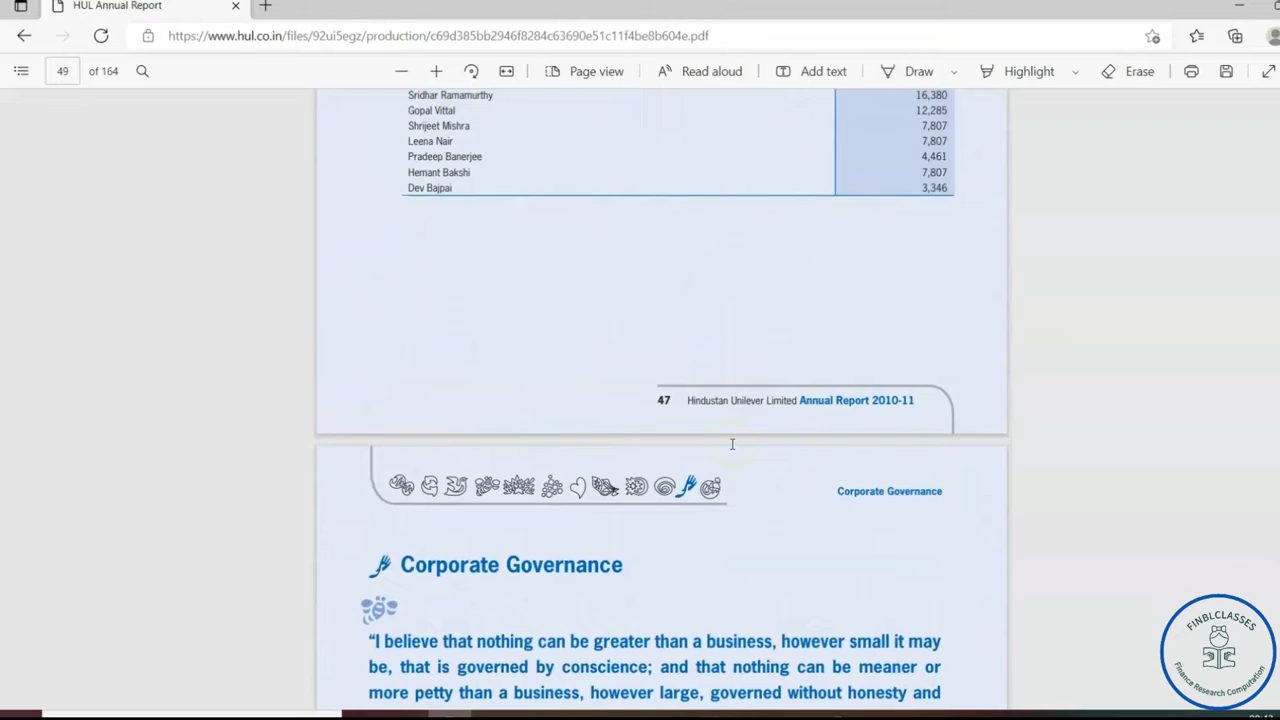 HUL Annual Report
https://www.hul.co.in/files/92ui5egz/production/c69d385bb2946f8284c63690e51c11f4be8b604e.pdf
49 of 164 Page view Read aloud Add text Draw Highlight Erase
Sridhar Ramamurthy 16,380
Gopal Vittal 12,285
Shrijeet Mishra 7,807
Leena Nair 7,807
Pradeep Banerjee 4,461
Hemant Bakshi 7,807
Dev Bajpai 3,346
47 Hindustan Unilever Limited Annual Report 2010-11
Corporate Governance
Corporate Governance
“I believe that nothing can be greater than a business, however small it may
be, that is governed by conscience; and that nothing can be meaner or
more petty than a business, however large, governed without honesty and
FINBLCLASSES
Finance Research Computation